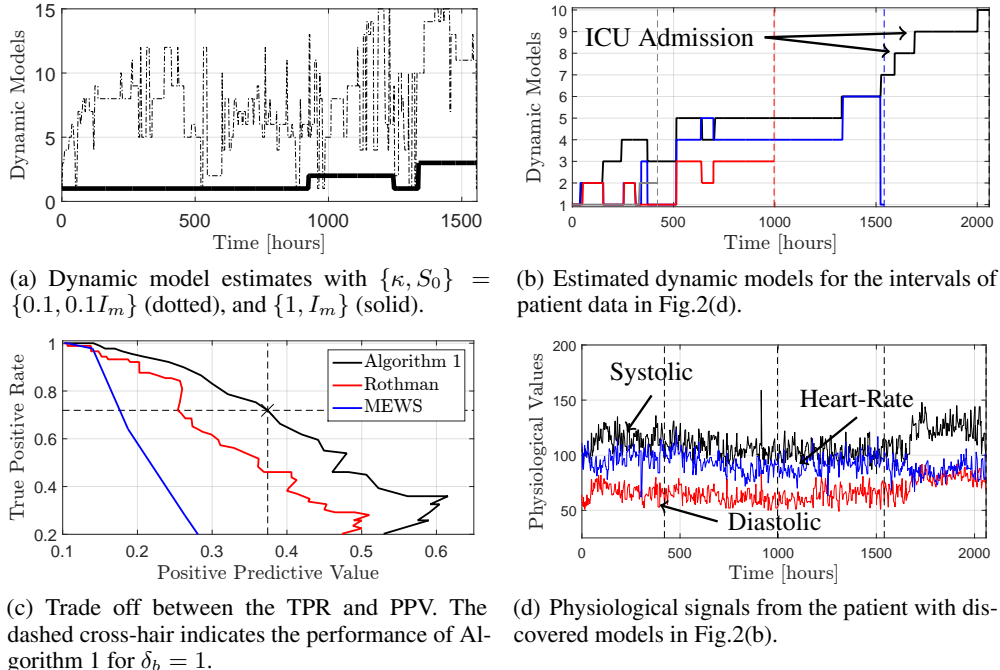 15
10
5
0
Dynamic Models
0
500
1000
1500
Time [hours]
(a) Dynamic model estimates with {κ, S₀} =
{0.1, 0.1Iₘ} (dotted), and {1, Iₘ} (solid).
10
9
8
7
6
5
4
3
2
1
Dynamic Models
ICU Admission
0
500
1000
1500
2000
Time [hours]
(b) Estimated dynamic models for the intervals of
patient data in Fig.2(d).
1
0.8
0.6
0.4
0.2
True Positive Rate
Algorithm 1
Rothman
MEWS
0.1
0.2
0.3
0.4
0.5
0.6
Positive Predictive Value
(c) Trade off between the TPR and PPV. The
dashed cross-hair indicates the performance of Al-
gorithm 1 for δ_b = 1.
200
150
100
50
Physiological Values
Systolic
Heart-Rate
Diastolic
0
500
1000
1500
2000
Time [hours]
(d) Physiological signals from the patient with dis-
covered models in Fig.2(b).